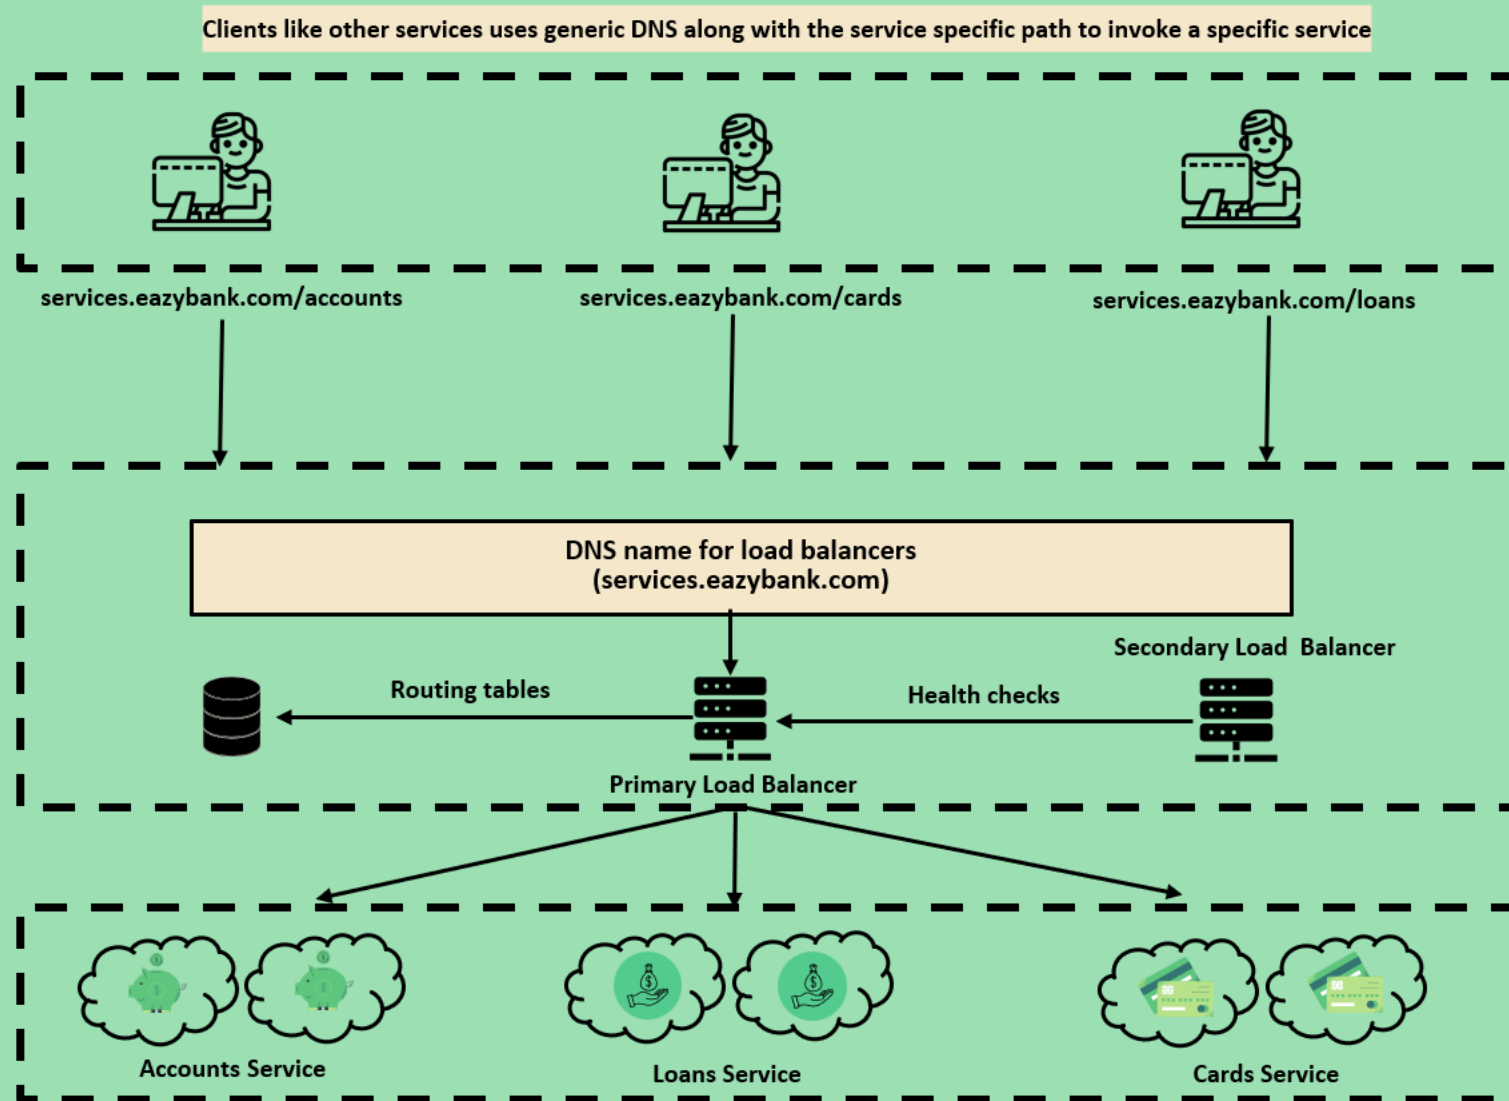 Clients like other services uses generic DNS along with the service specific path to invoke a specific service
services.eazybank.com/accounts
services.eazybank.com/cards
services.eazybank.com/loans
DNS name for load balancers
(services.eazybank.com)
Secondary Load Balancer
Routing tables
Health checks
Primary Load Balancer
Accounts Service
Loans Service
Cards Service